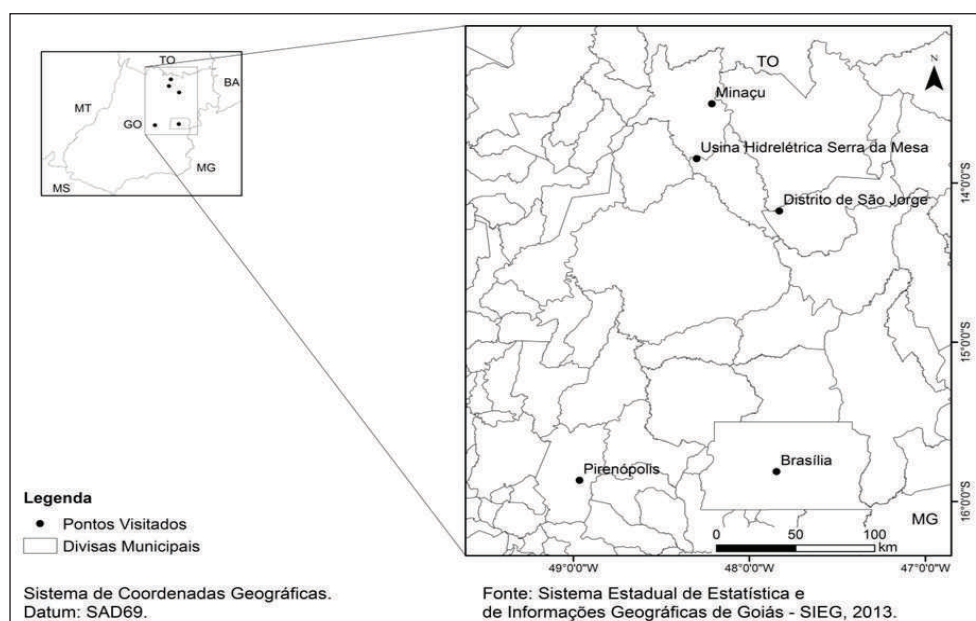 TO
BA
MT
GO
MG
MS
N
TO
Minaçu
Usina Hidrelétrica Serra da Mesa
Distrito de São Jorge
14°0'0"S
15°0'0"S
Pirenópolis
Brasília
16°0'0"S
MG
0 50 100
km
49°0'0"W 48°0'0"W 47°0'0"W
Legenda
Pontos Visitados
Divisas Municipais
Sistema de Coordenadas Geográficas.
Datum: SAD69.
Fonte: Sistema Estadual de Estatística e
de Informações Geográficas de Goiás - SIEG, 2013.